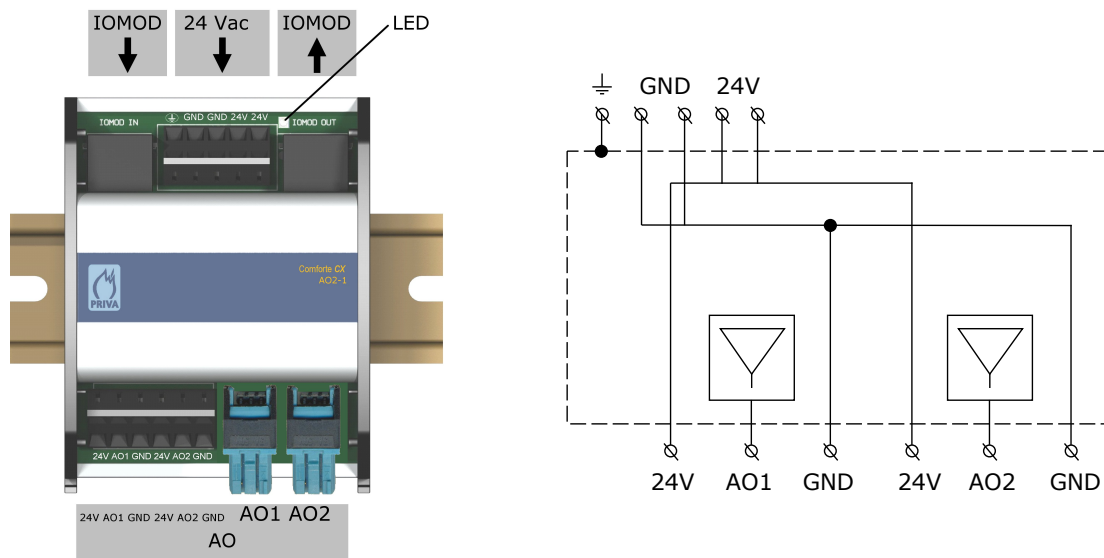 IOMOD 24 Vac IOMOD LED
IOMOD IN GND GND 24V 24V IOMOD OUT
Comforte CX
AO2-1
PRIVA
24V AO1 GND 24V AO2 GND
24V AO1 GND 24V AO2 GND AO1 AO2
AO
GND 24V
24V AO1 GND 24V AO2 GND